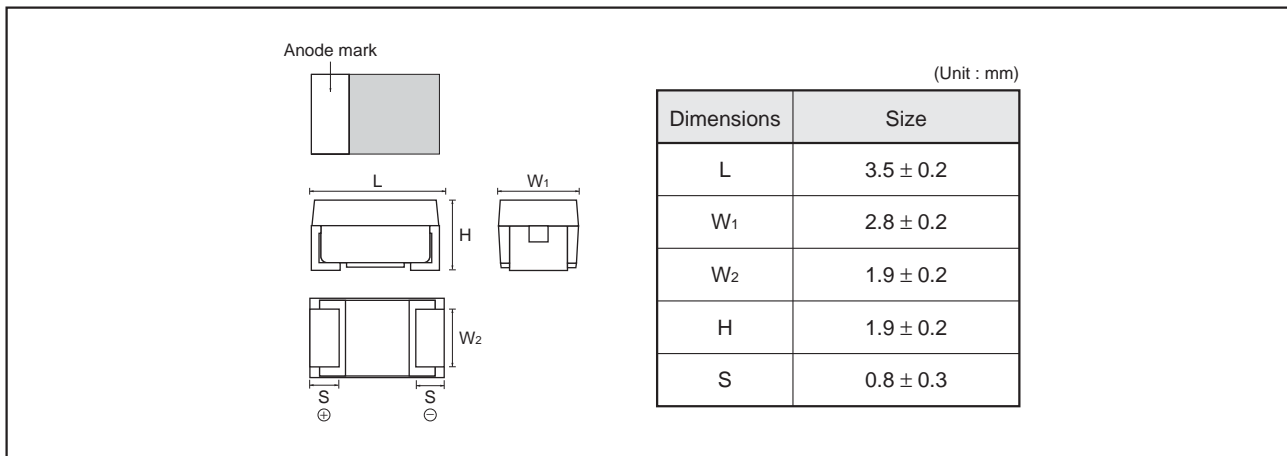 Anode mark
(Unit : mm)
Dimensions Size
L 3.5 ± 0.2
W1 2.8 ± 0.2
W2 1.9 ± 0.2
H 1.9 ± 0.2
S 0.8 ± 0.3
L
W1
H
W2
S S
⊕ ⊖